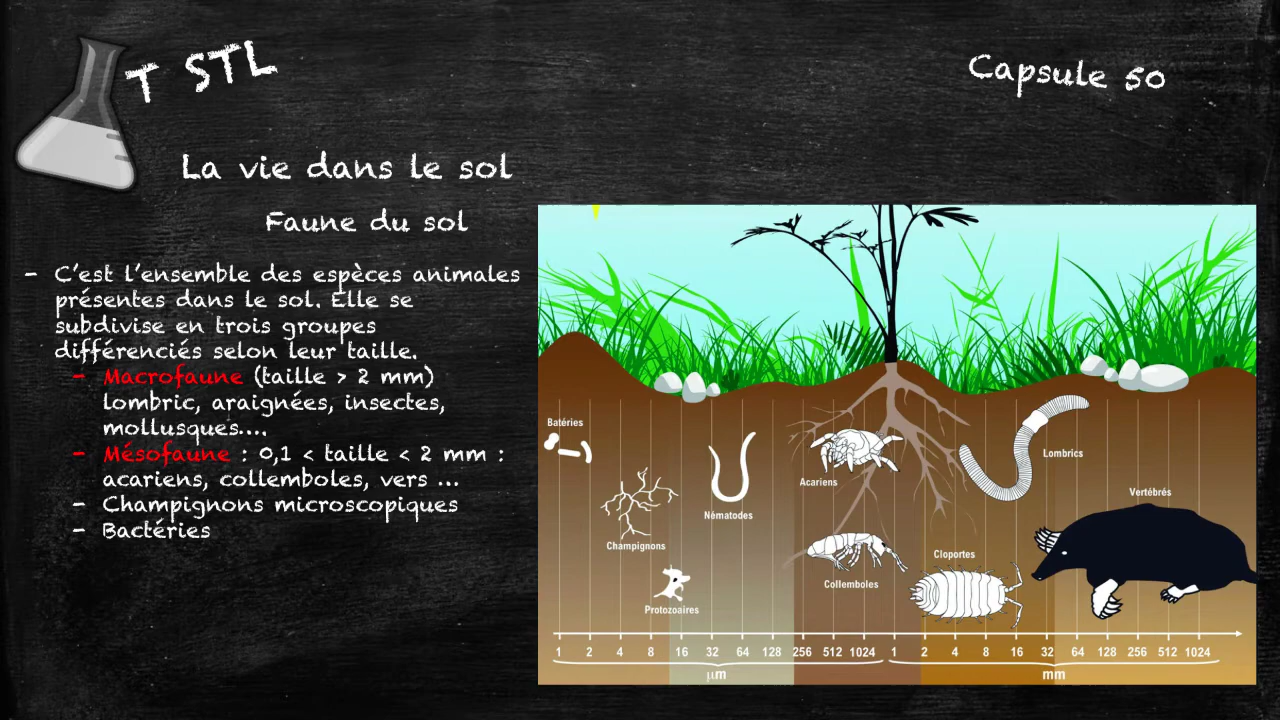 T STL
Capsule 50
La vie dans le sol
Faune du sol
- C'est l'ensemble des espèces animales
présentes dans le sol. Elle se
subdivise en trois groupes
différenciés selon leur taille.
- Macrofaune (taille > 2 mm)
lombric, araignées, insectes,
mollusques....
- Mésofaune : 0,1 < taille < 2 mm :
acariens, collemboles, vers ...
- Champignons microscopiques
- Bactéries
Batéries
Champignons
Protozoaires
Nématodes
Acariens
Collemboles
Lombrics
Cloportes
Vertébrés
1 2 4 8 16 32 64 128 256 512 1024 1 2 4 8 16 32 64 128 256 512 1024
µm mm